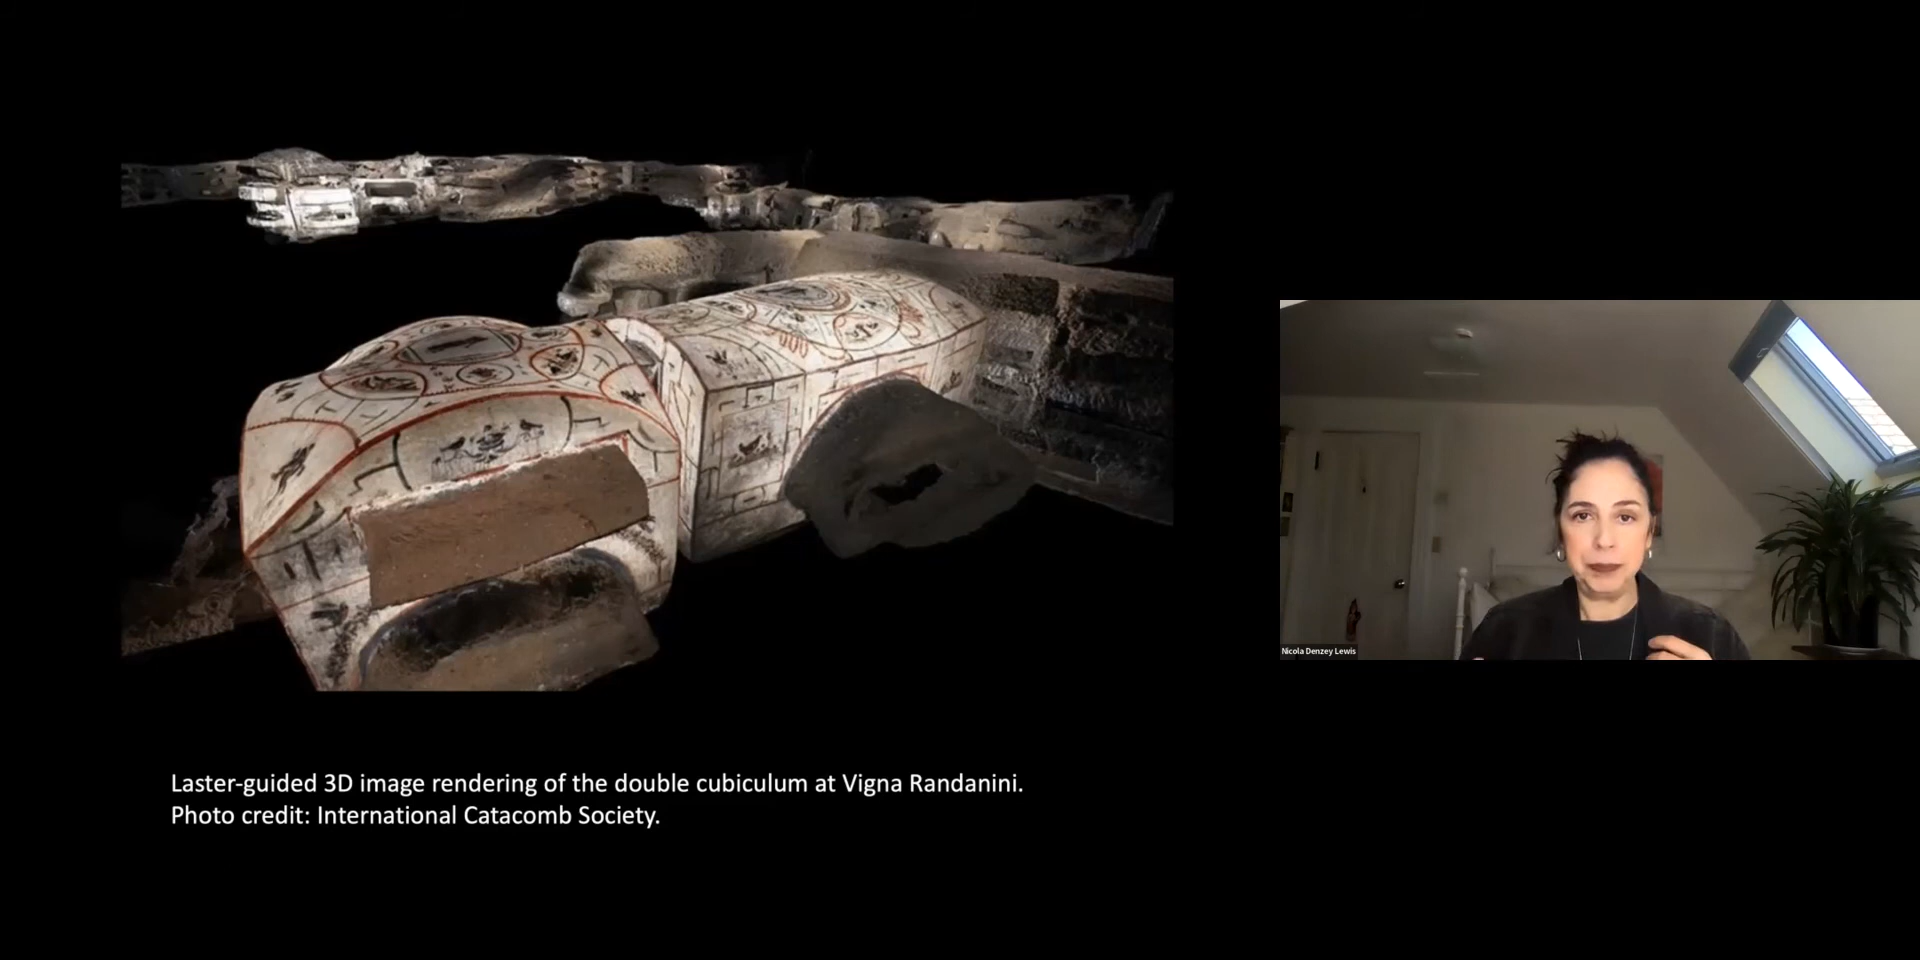 Nicola Denzey Lewis
Laster-guided 3D image rendering of the double cubiculum at Vigna Randanini.
Photo credit: International Catacomb Society.